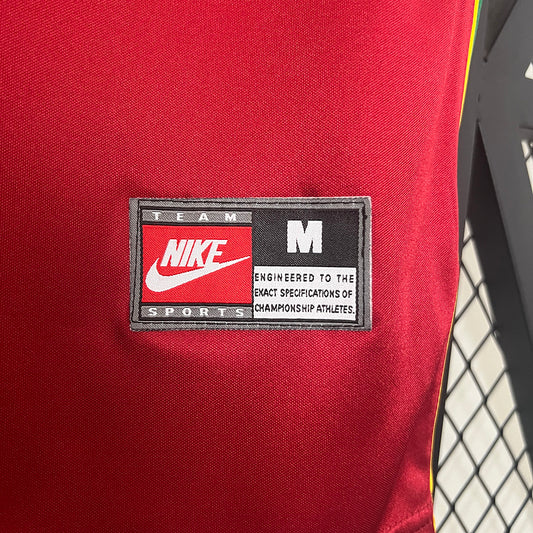 TEAM
NIKE
SPORTS
M
ENGINEERED TO THE
EXACT SPECIFICATIONS OF
CHAMPIONSHIP ATHLETES.